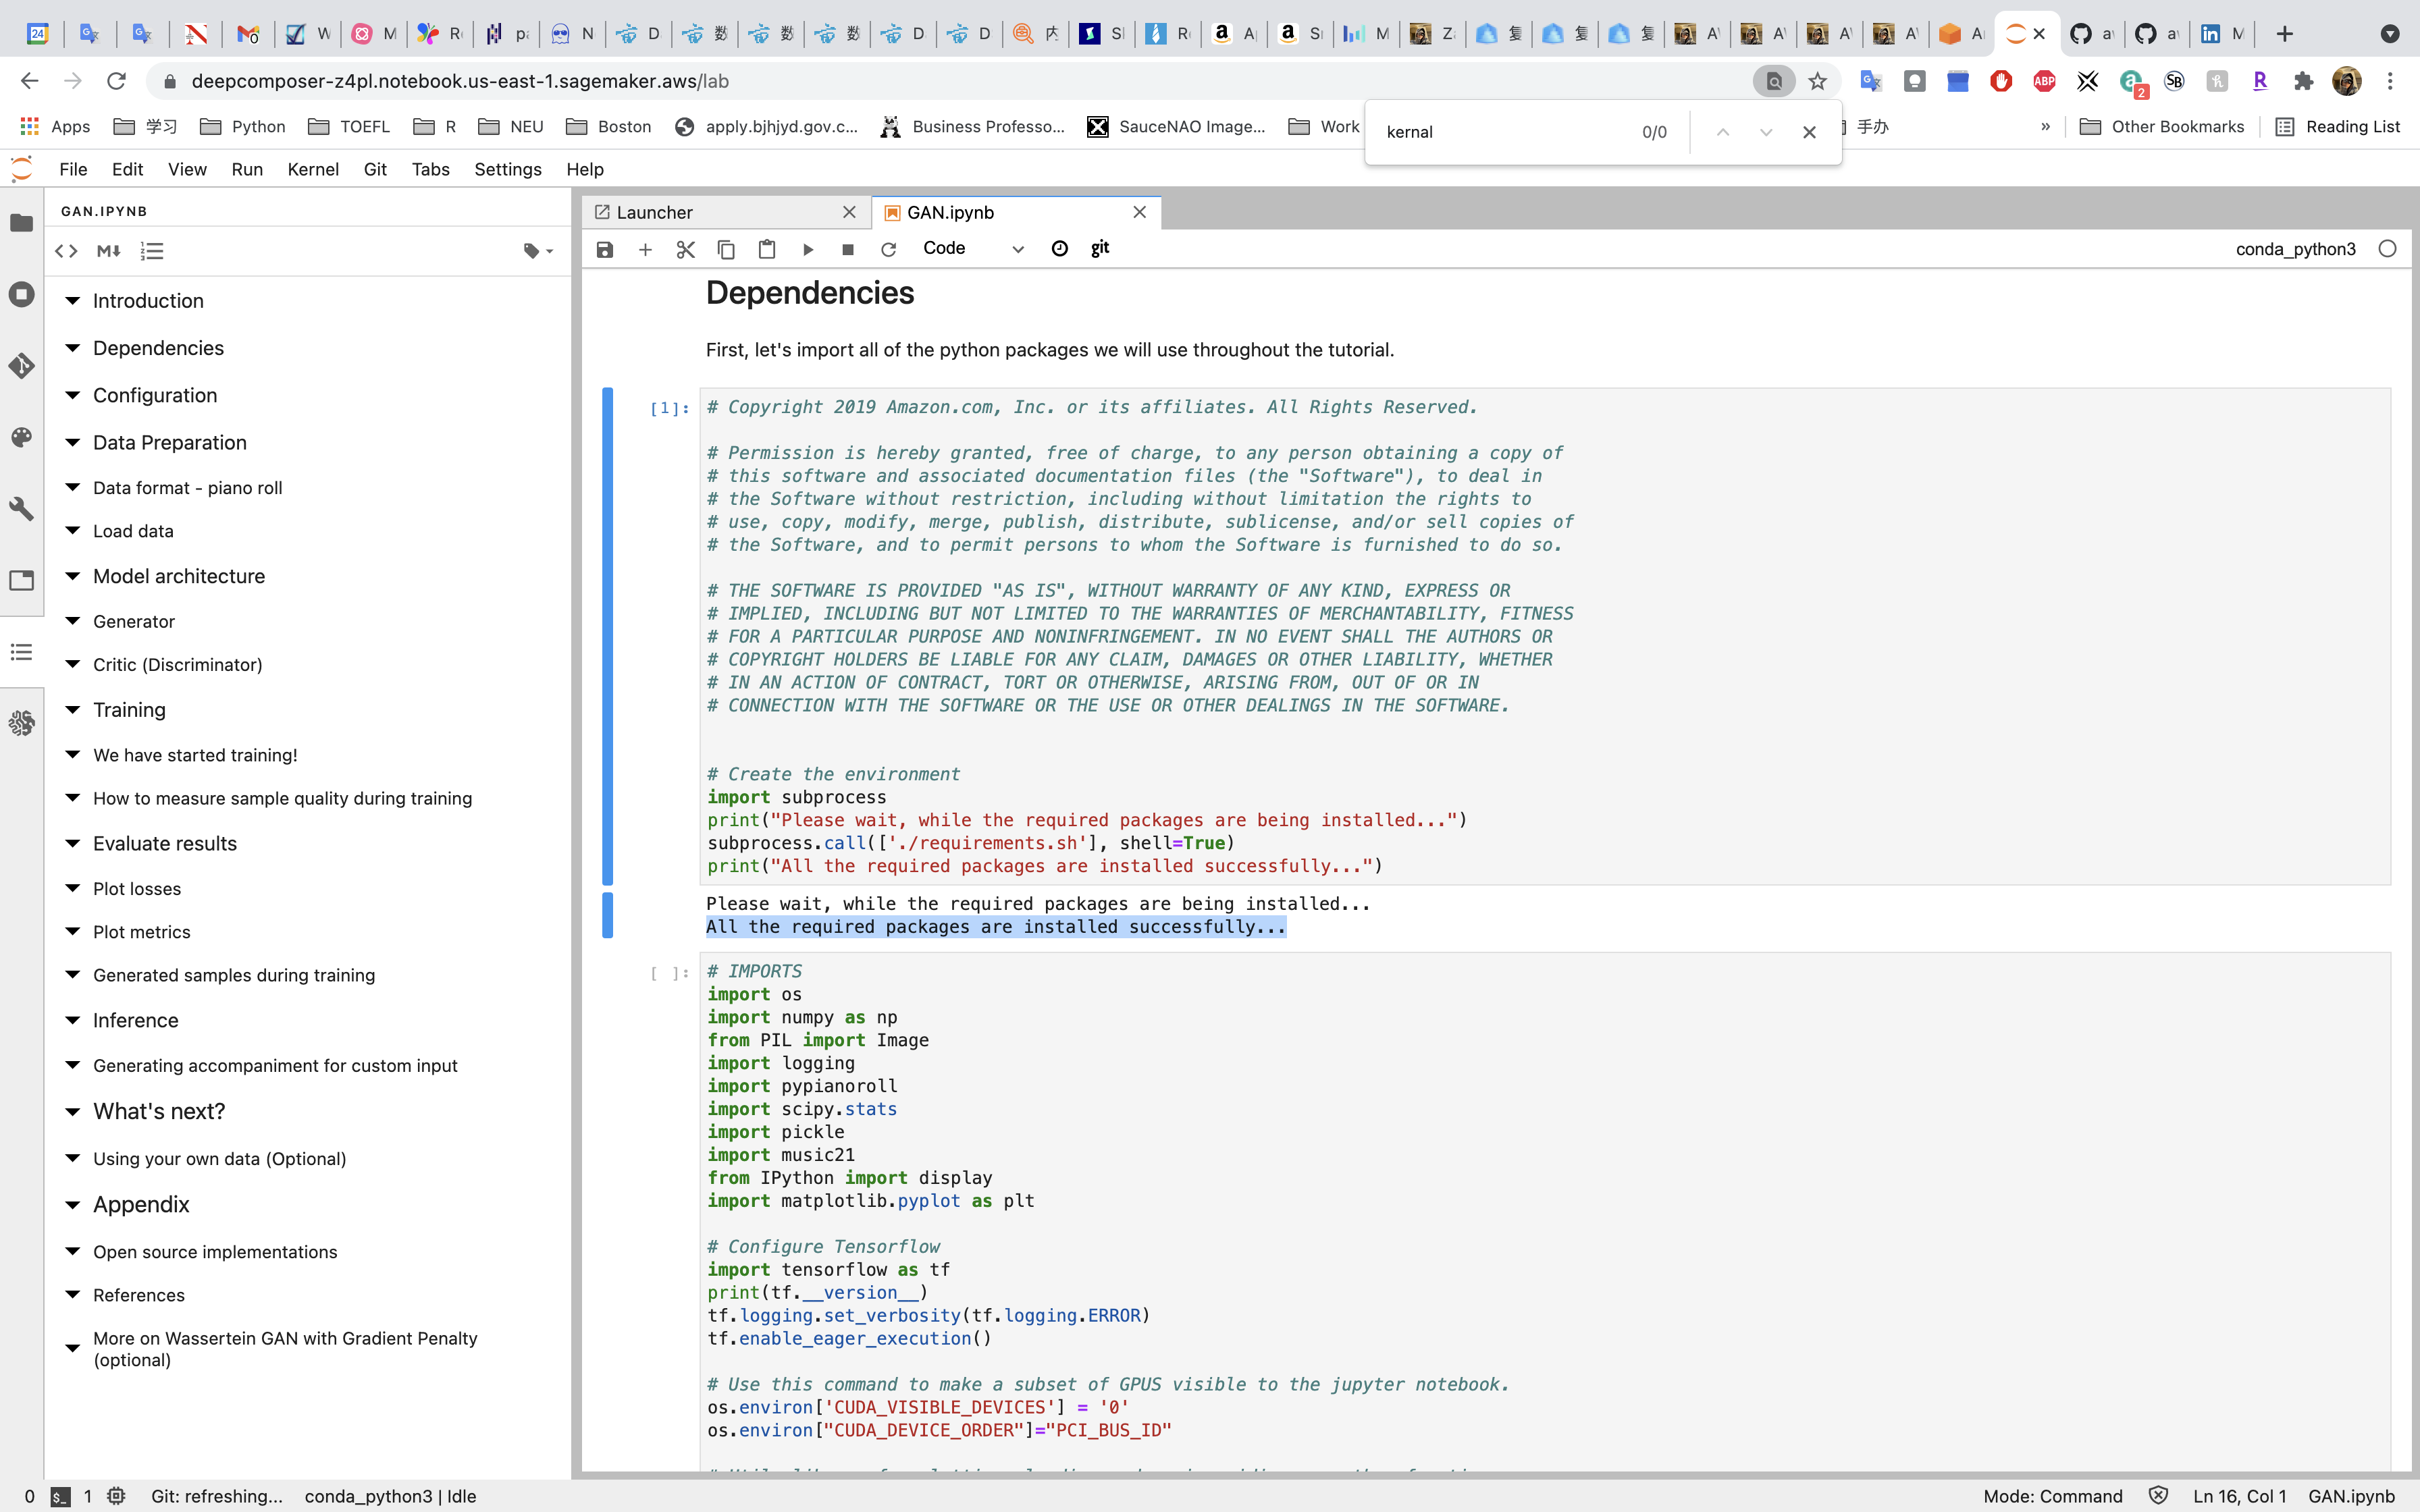 24
W
M
R
pa
N
D
数
数
数
D
D
内
S
R
A
S
M
Z
复
复
复
A
A
A
A
A
a
a
M
deepcomposer-z4pl.notebook.us-east-1.sagemaker.aws/lab
ABP
2
Apps
学习
Python
TOEFL
R
NEU
Boston
apply.bjhjyd.gov.c...
Business Professo...
SauceNAO Image...
Work
手办
»
Other Bookmarks
Reading List
kernal 0/0
File Edit View Run Kernel Git Tabs Settings Help
GAN.IPYNB
Introduction
Dependencies
Configuration
Data Preparation
Data format - piano roll
Load data
Model architecture
Generator
Critic (Discriminator)
Training
We have started training!
How to measure sample quality during training
Evaluate results
Plot losses
Plot metrics
Generated samples during training
Inference
Generating accompaniment for custom input
What's next?
Using your own data (Optional)
Appendix
Open source implementations
References
More on Wassertein GAN with Gradient Penalty
(optional)
Launcher
GAN.ipynb
Code
git
conda_python3
Dependencies
First, let's import all of the python packages we will use throughout the tutorial.
[1]:
# Copyright 2019 Amazon.com, Inc. or its affiliates. All Rights Reserved.
# Permission is hereby granted, free of charge, to any person obtaining a copy of
# this software and associated documentation files (the "Software"), to deal in
# the Software without restriction, including without limitation the rights to
# use, copy, modify, merge, publish, distribute, sublicense, and/or sell copies of
# the Software, and to permit persons to whom the Software is furnished to do so.
# THE SOFTWARE IS PROVIDED "AS IS", WITHOUT WARRANTY OF ANY KIND, EXPRESS OR
# IMPLIED, INCLUDING BUT NOT LIMITED TO THE WARRANTIES OF MERCHANTABILITY, FITNESS
# FOR A PARTICULAR PURPOSE AND NONINFRINGEMENT. IN NO EVENT SHALL THE AUTHORS OR
# COPYRIGHT HOLDERS BE LIABLE FOR ANY CLAIM, DAMAGES OR OTHER LIABILITY, WHETHER
# IN AN ACTION OF CONTRACT, TORT OR OTHERWISE, ARISING FROM, OUT OF OR IN
# CONNECTION WITH THE SOFTWARE OR THE USE OR OTHER DEALINGS IN THE SOFTWARE.
# Create the environment
import subprocess
print("Please wait, while the required packages are being installed...")
subprocess.call(['./requirements.sh'], shell=True)
print("All the required packages are installed successfully...")
Please wait, while the required packages are being installed...
All the required packages are installed successfully...
[ ]:
# IMPORTS
import os
import numpy as np
from PIL import Image
import logging
import pypianoroll
import scipy.stats
import pickle
import music21
from IPython import display
import matplotlib.pyplot as plt
# Configure Tensorflow
import tensorflow as tf
print(tf.__version__)
tf.logging.set_verbosity(tf.logging.ERROR)
tf.enable_eager_execution()
# Use this command to make a subset of GPUS visible to the jupyter notebook.
os.environ['CUDA_VISIBLE_DEVICES'] = '0'
os.environ["CUDA_DEVICE_ORDER"]="PCI_BUS_ID"
0 1 Git: refreshing... conda_python3 | Idle
Mode: Command Ln 16, Col 1 GAN.ipynb